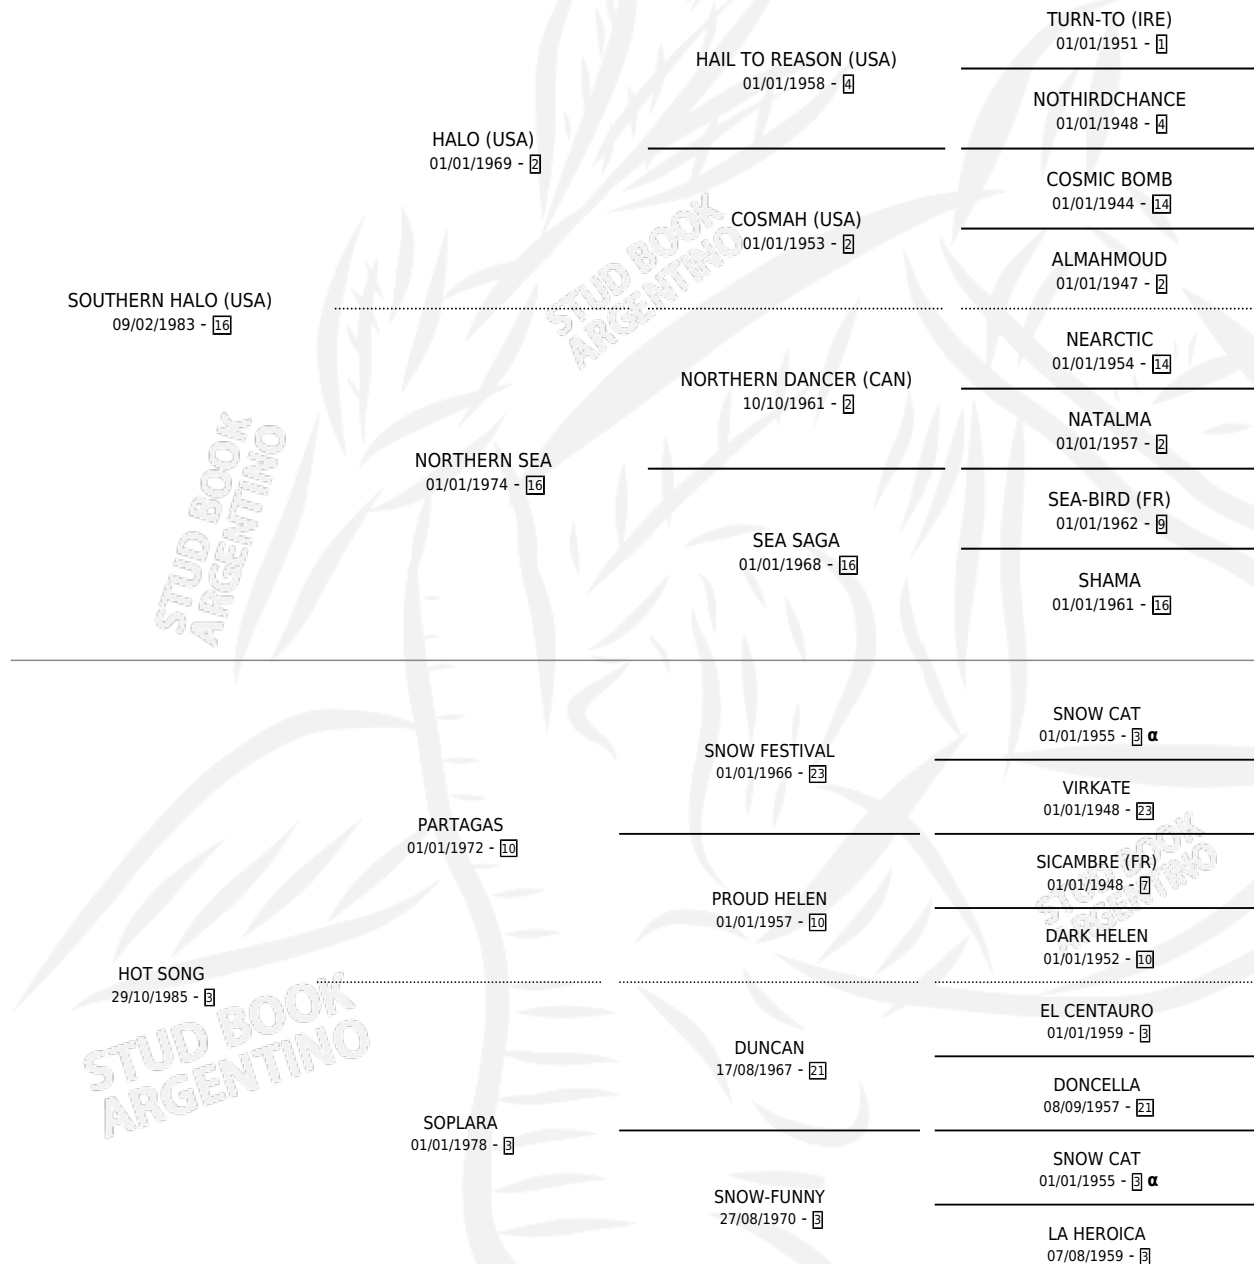 TURN-TO (IRE)
01/01/1951 - 1
HAIL TO REASON (USA)
01/01/1958 - 4
NOTHIRDCHANCE
01/01/1948 - 4
HALO (USA)
01/01/1969 - 2
COSMIC BOMB
01/01/1944 - 14
COSMAH (USA)
01/01/1953 - 2
ALMAHMOUD
01/01/1947 - 2
SOUTHERN HALO (USA)
09/02/1983 - 16
NEARCTIC
01/01/1954 - 14
NORTHERN DANCER (CAN)
10/10/1961 - 2
NATALMA
01/01/1957 - 2
NORTHERN SEA
01/01/1974 - 16
SEA-BIRD (FR)
01/01/1962 - 9
SEA SAGA
01/01/1968 - 16
SHAMA
01/01/1961 - 16
SNOW CAT
01/01/1955 - 3 α
SNOW FESTIVAL
01/01/1966 - 23
VIRKATE
01/01/1948 - 23
PARTAGAS
01/01/1972 - 10
SICAMBRE (FR)
01/01/1948 - 7
PROUD HELEN
01/01/1957 - 10
DARK HELEN
01/01/1952 - 10
HOT SONG
29/10/1985 - 3
EL CENTAURO
01/01/1959 - 3
DUNCAN
17/08/1967 - 21
DONCELLA
08/09/1957 - 21
SOPLARA
01/01/1978 - 3
SNOW CAT
01/01/1955 - 3 α
SNOW-FUNNY
27/08/1970 - 3
LA HEROICA
07/08/1959 - 3
STUD BOOK
ARGENTINO
STUD BOOK
ARGENTINO
STUD BOOK
ARGENTINO
STUD BOOK
ARGENTINO